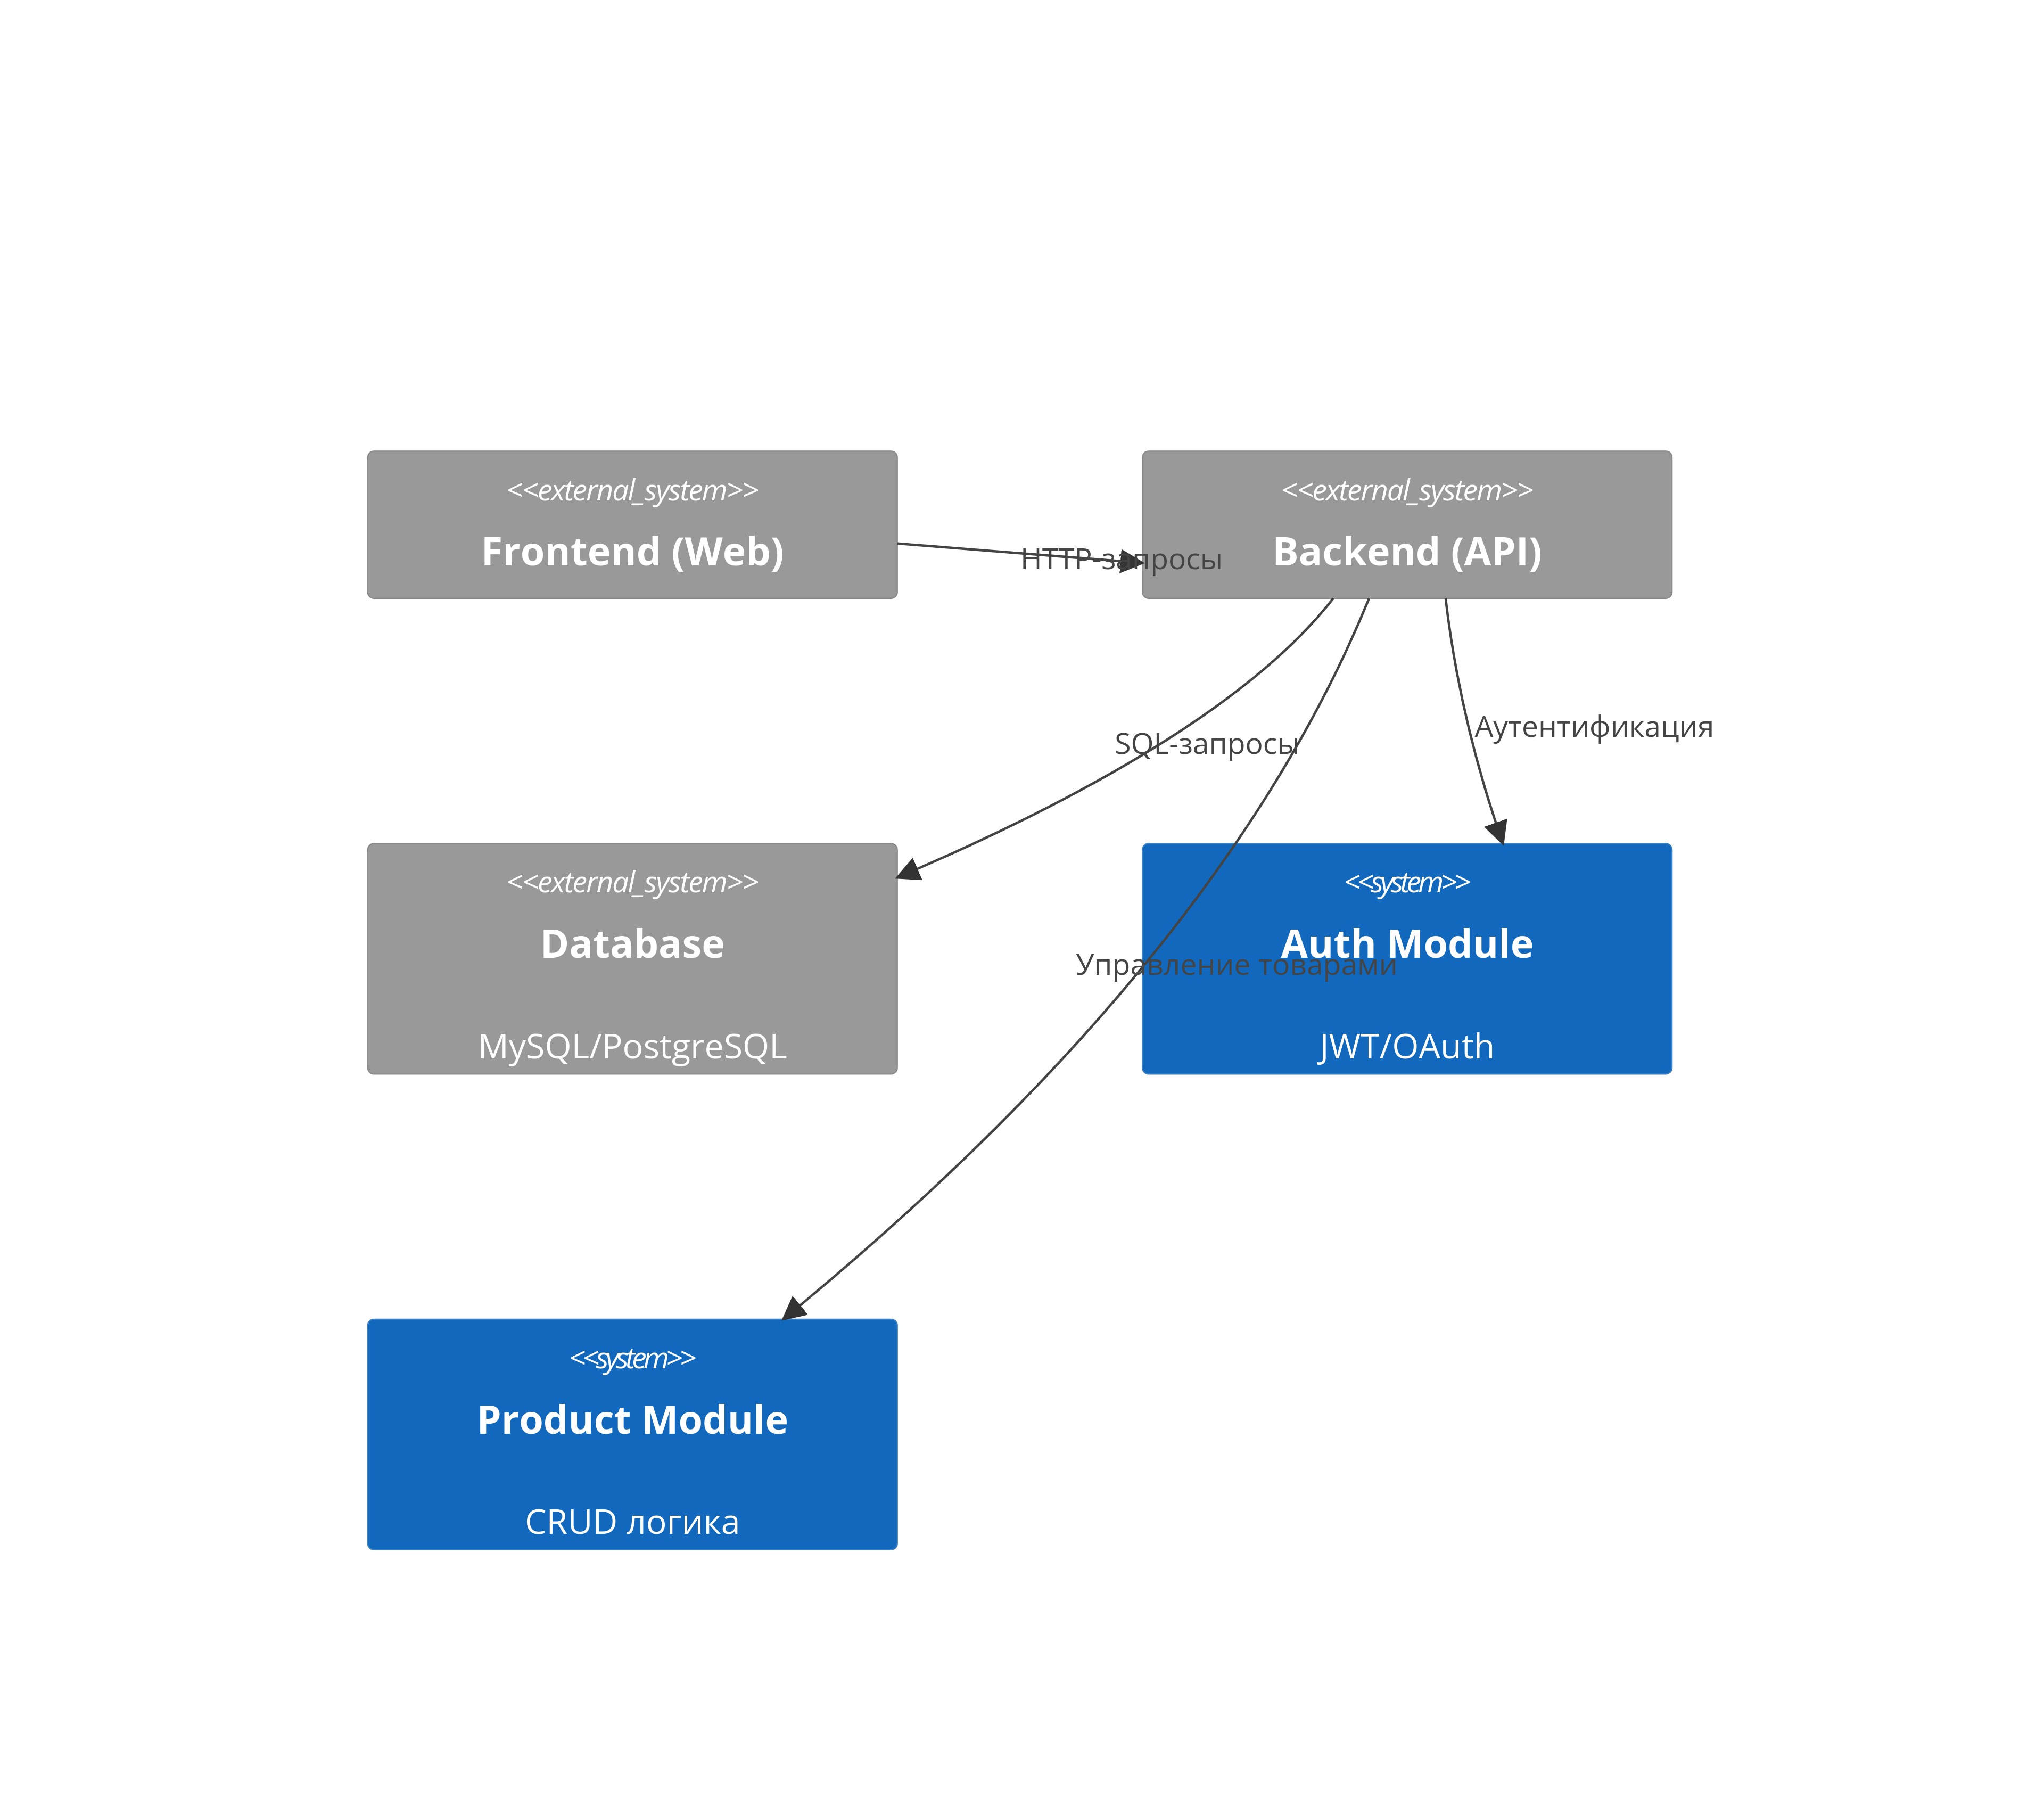 <<external_system>>
Frontend (Web)
HTTP-запросы
<<external_system>>
Backend (API)
SQL-запросы
Аутентификация
<<external_system>>
Database
MySQL/PostgreSQL
<<system>>
Auth Module
Управление товарами
JWT/OAuth
<<system>>
Product Module
CRUD логика